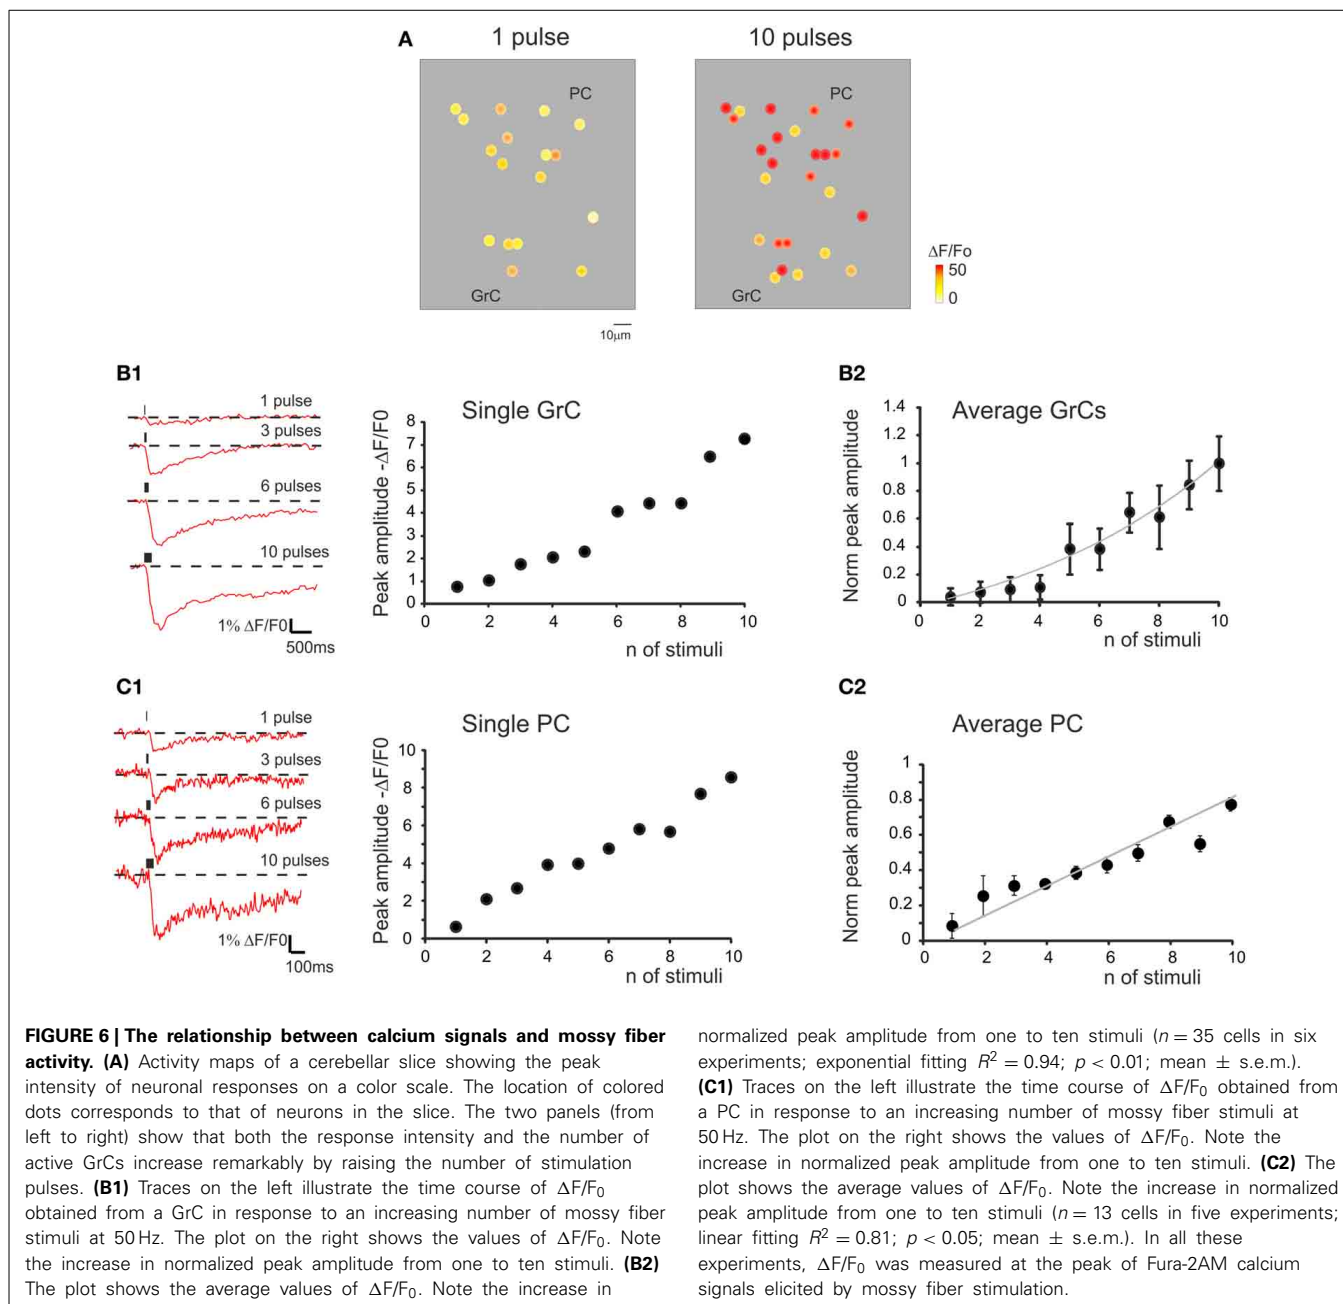 A
1 pulse
10 pulses
PC
GrC
10μm
PC
GrC
ΔF/Fo
50
0
B1
1 pulse
3 pulses
6 pulses
10 pulses
1% ΔF/F0
500ms
Single GrC
Peak amplitude -ΔF/F0
8
7
6
5
4
3
2
1
0
0 2 4 6 8 10
n of stimuli
B2
Average GrCs
Norm peak amplitude
1.4
1.2
1
0.8
0.6
0.4
0.2
0
0 2 4 6 8 10
n of stimuli
C1
1 pulse
3 pulses
6 pulses
10 pulses
1% ΔF/F0
100ms
Single PC
Peak amplitude -ΔF/F0
10
8
6
4
2
0
0 2 4 6 8 10
n of stimuli
C2
Average PC
Norm peak amplitude
1
0.8
0.6
0.4
0.2
0
0 2 4 6 8 10
n of stimuli
FIGURE 6 | The relationship between calcium signals and mossy fiber
activity. (A) Activity maps of a cerebellar slice showing the peak
intensity of neuronal responses on a color scale. The location of colored
dots corresponds to that of neurons in the slice. The two panels (from
left to right) show that both the response intensity and the number of
active GrCs increase remarkably by raising the number of stimulation
pulses. (B1) Traces on the left illustrate the time course of ΔF/F₀
obtained from a GrC in response to an increasing number of mossy fiber
stimuli at 50 Hz. The plot on the right shows the values of ΔF/F₀. Note
the increase in normalized peak amplitude from one to ten stimuli. (B2)
The plot shows the average values of ΔF/F₀. Note the increase in
normalized peak amplitude from one to ten stimuli (n = 35 cells in six
experiments; exponential fitting R² = 0.94; p < 0.01; mean ± s.e.m.).
(C1) Traces on the left illustrate the time course of ΔF/F₀ obtained from
a PC in response to an increasing number of mossy fiber stimuli at
50 Hz. The plot on the right shows the values of ΔF/F₀. Note the
increase in normalized peak amplitude from one to ten stimuli. (C2) The
plot shows the average values of ΔF/F₀. Note the increase in normalized
peak amplitude from one to ten stimuli (n = 13 cells in five experiments;
linear fitting R² = 0.81; p < 0.05; mean ± s.e.m.). In all these
experiments, ΔF/F₀ was measured at the peak of Fura-2AM calcium
signals elicited by mossy fiber stimulation.